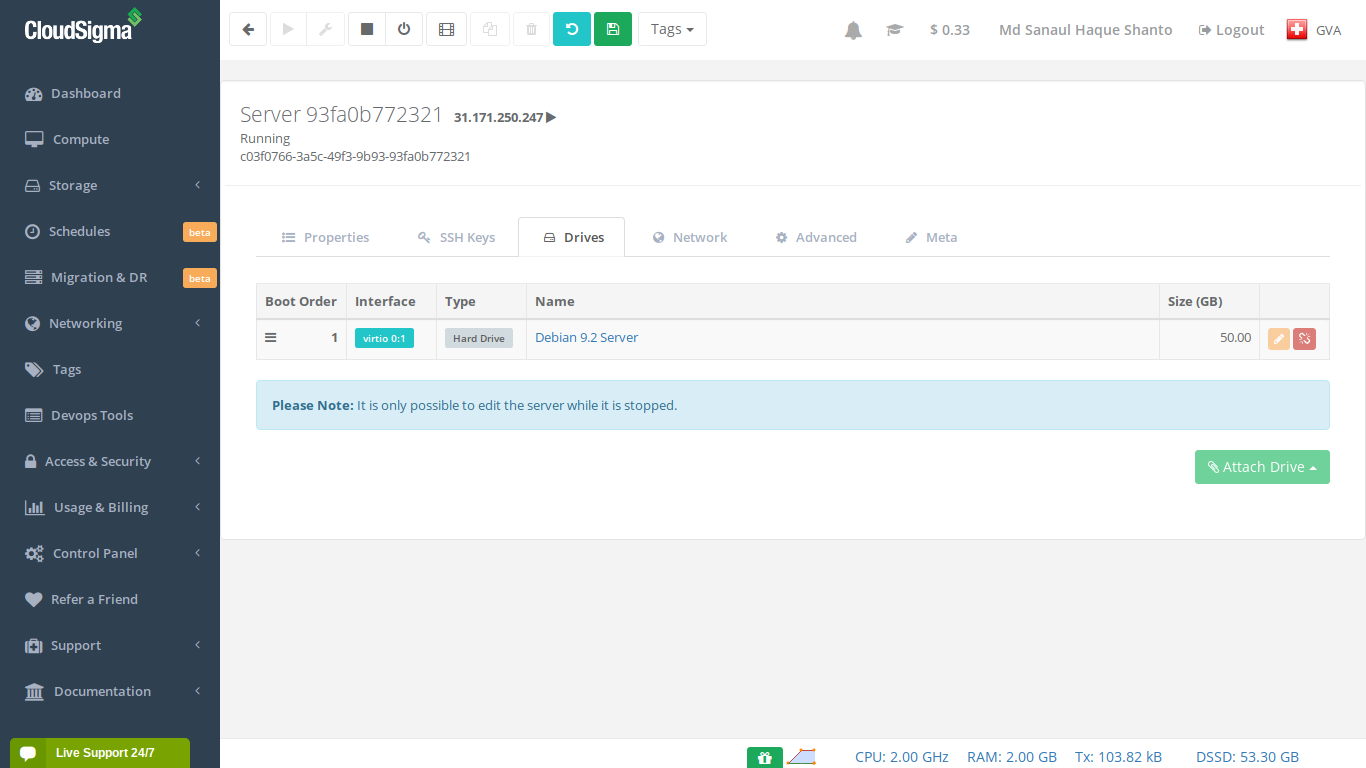 CloudSigma
Tags
$ 0.33
Md Sanaul Haque Shanto
Logout
GVA
Dashboard
Compute
Storage
Schedules
beta
Migration & DR
beta
Networking
Tags
Devops Tools
Access & Security
Usage & Billing
Control Panel
Refer a Friend
Support
Documentation
Live Support 24/7
Server 93fa0b772321 31.171.250.247
Running
c03f0766-3a5c-49f3-9b93-93fa0b772321
Properties SSH Keys Drives Network Advanced Meta
Boot Order Interface Type Name Size (GB)
1 virtio 0:1 Hard Drive Debian 9.2 Server 50.00
Please Note: It is only possible to edit the server while it is stopped.
Attach Drive
CPU: 2.00 GHz RAM: 2.00 GB Tx: 103.82 kB DSSD: 53.30 GB